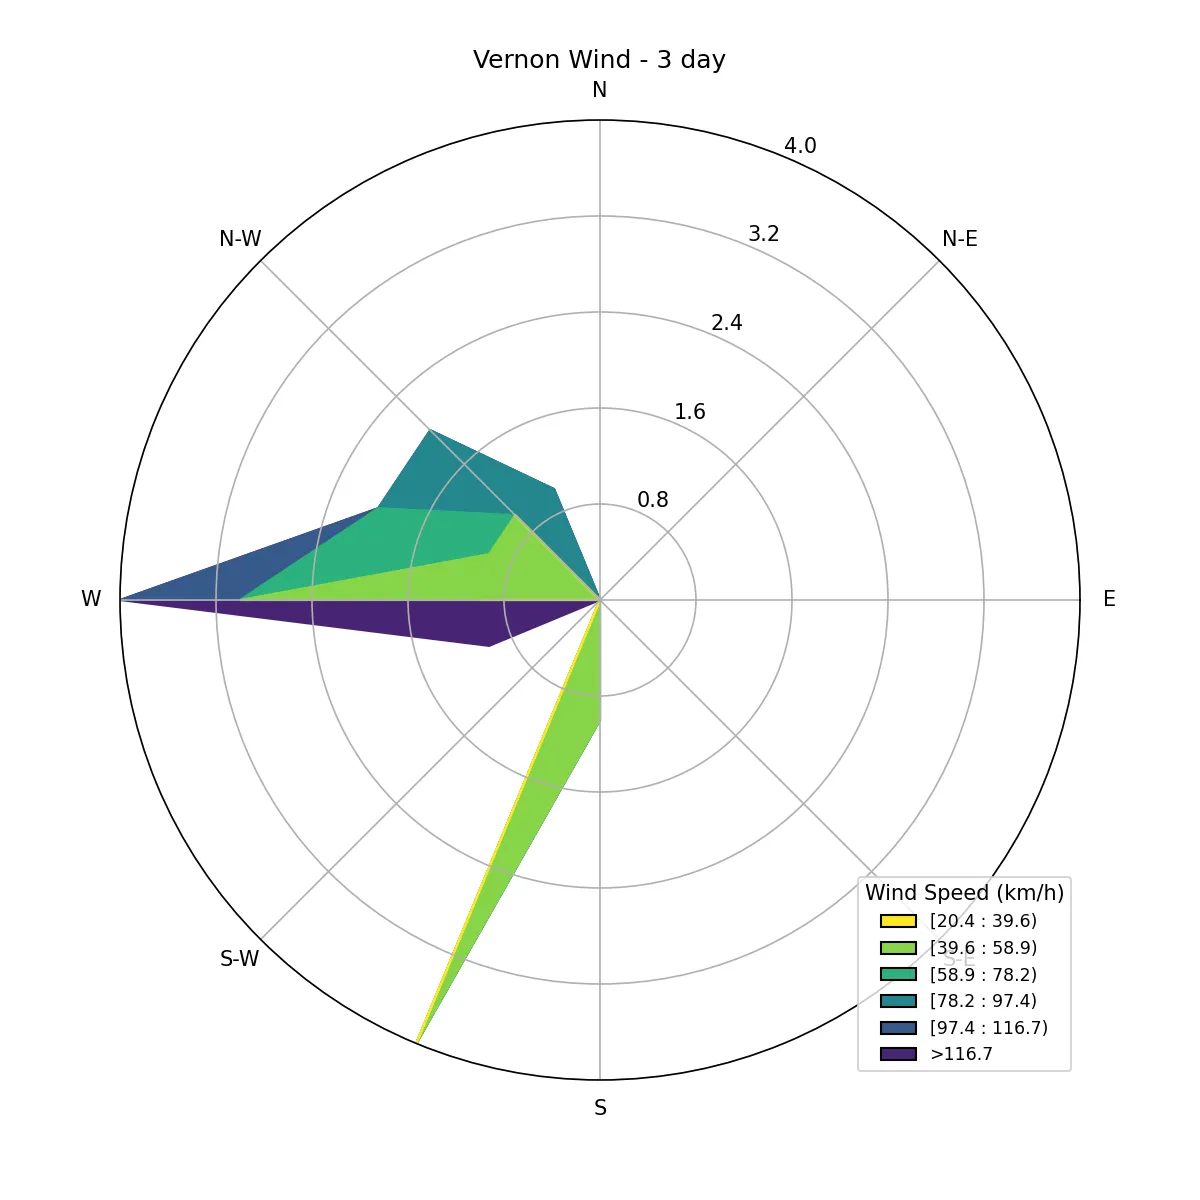 Vernon Wind - 3 day
N
4.0
N-W
3.2
N-E
2.4
1.6
0.8
W
E
S-W
S-E
S
Wind Speed (km/h)
[20.4 : 39.6)
[39.6 : 58.9)
[58.9 : 78.2)
[78.2 : 97.4)
[97.4 : 116.7)
>116.7